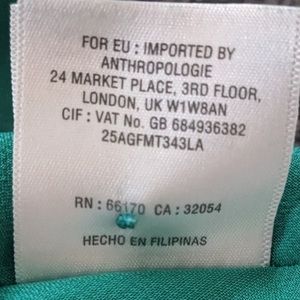 FOR EU : IMPORTED BY
ANTHROPOLOGIE
24 MARKET PLACE, 3RD FLOOR,
LONDON, UK W1W8AN
CIF : VAT No. GB 684936382
25AGFMT343LA
RN : 66170 CA : 32054
HECHO EN FILIPINAS